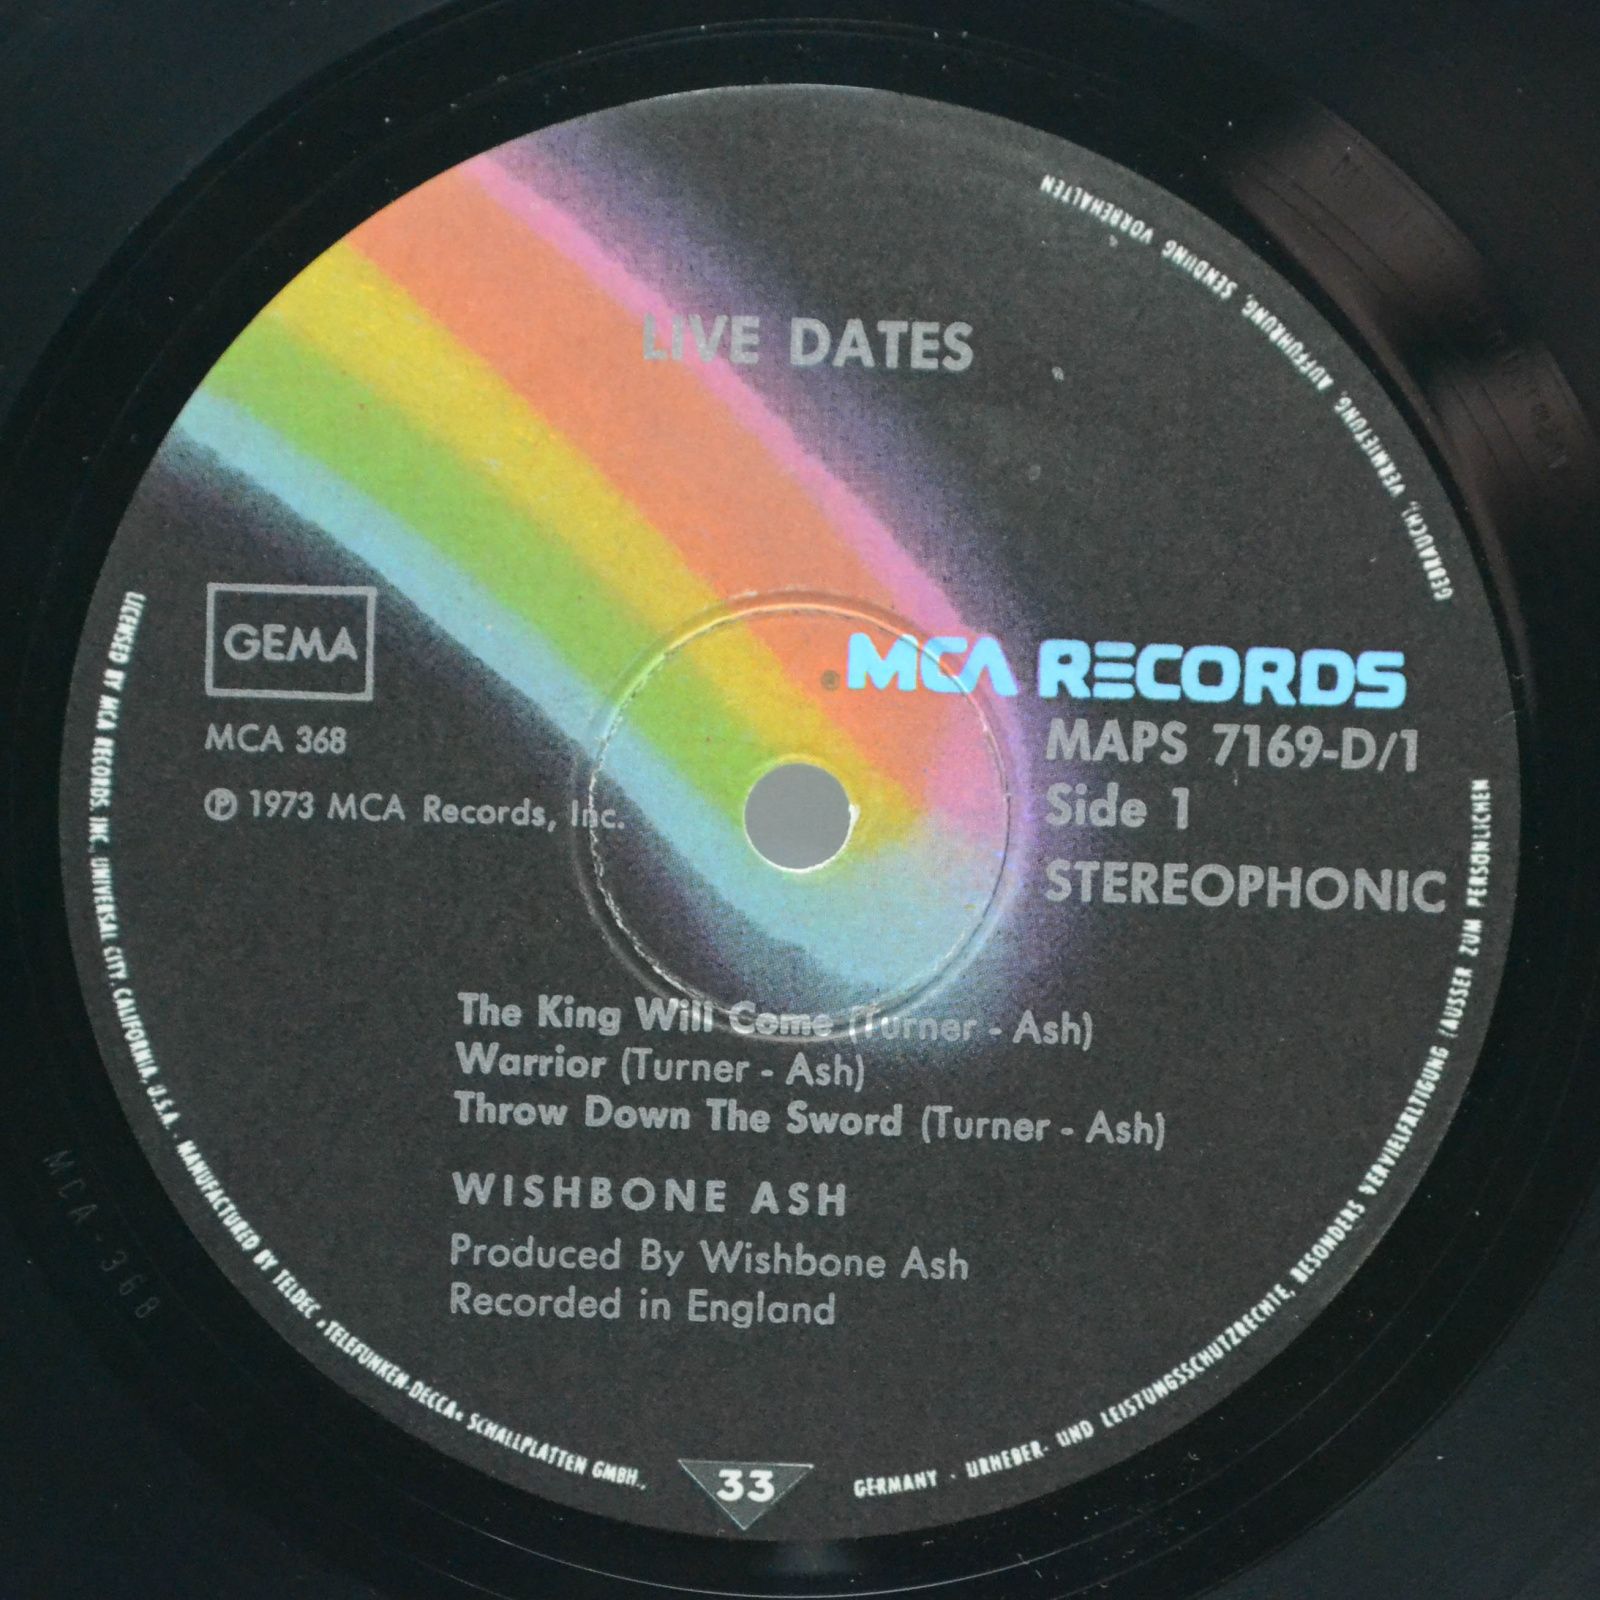 LIVE DATES
GEMA
® MCA RECORDS
MCA 368
MAPS 7169-D/1
℗ 1973 MCA Records, Inc.
Side 1
STEREOPHONIC
The King Will Come (Turner - Ash)
Warrior (Turner - Ash)
Throw Down The Sword (Turner - Ash)
WISHBONE ASH
Produced By Wishbone Ash
Recorded in England
33
LICENSED BY MCA RECORDS, INC. UNIVERSAL CITY, CALIFORNIA, U.S.A. · MANUFACTURED BY TELDEC »TELEFUNKEN-DECCA« SCHALLPLATTEN GMBH.,
GERMANY · URHEBER- UND LEISTUNGSSCHUTZRECHTE, BESONDERS VERVIELFÄLTIGUNG (AUSSER ZUM PERSÖNLICHEN
GEBRAUCH), VERMIETUNG, AUFFÜHRUNG, SENDUNG VORBEHALTEN
MCA-368